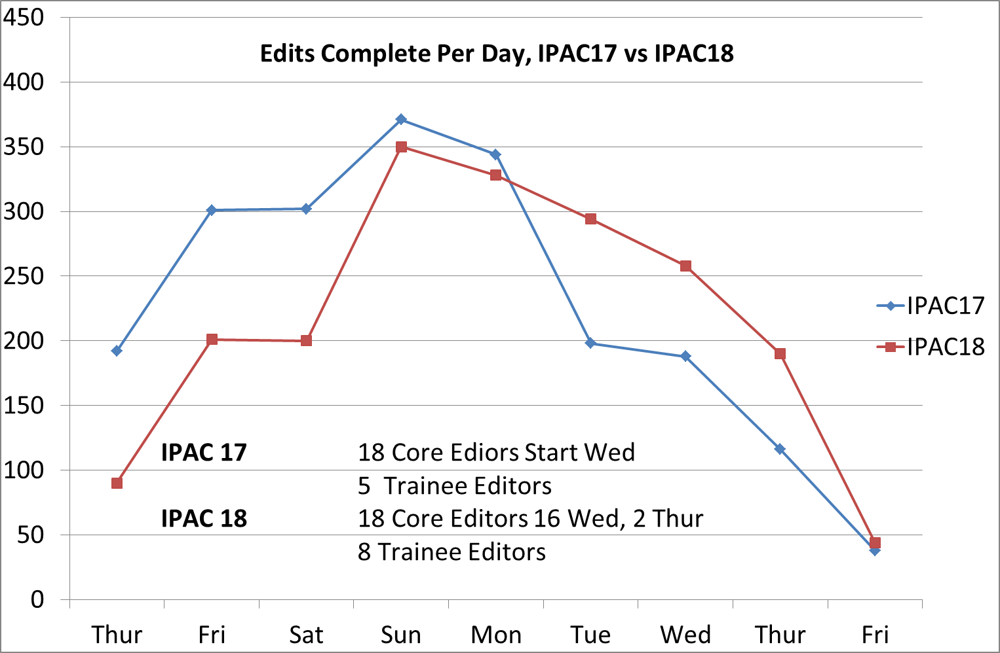 Edits Complete Per Day, IPAC17 vs IPAC18
450
400
350
300
250
200
150
100
50
0
IPAC17
IPAC18
IPAC 17 18 Core Ediors Start Wed
5 Trainee Editors
IPAC 18 18 Core Editors 16 Wed, 2 Thur
8 Trainee Editors
Thur Fri Sat Sun Mon Tue Wed Thur Fri